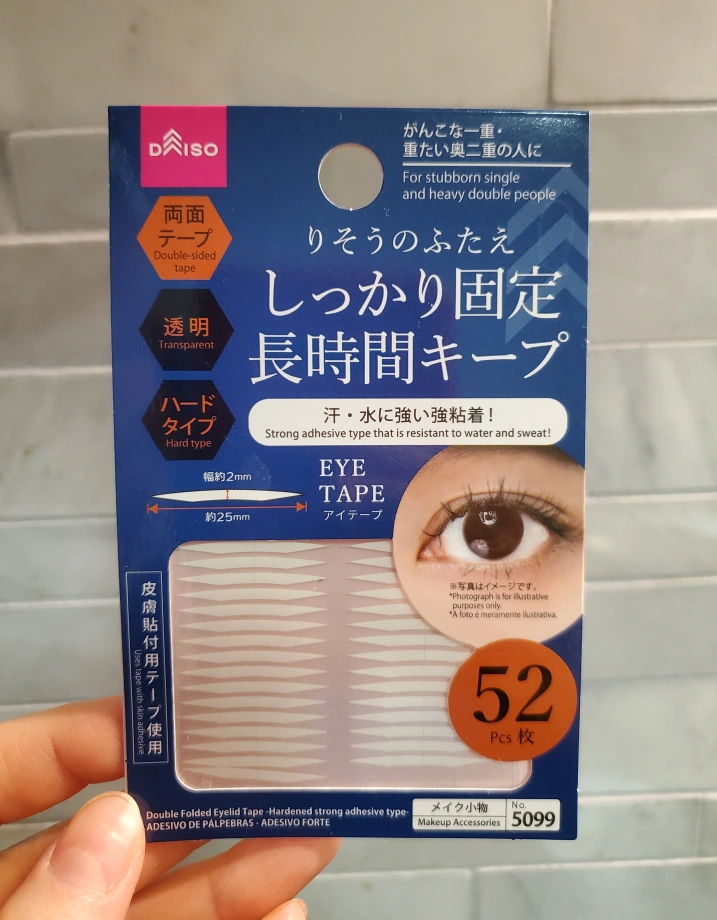 DAISO
がんこな一重・
重たい奥二重の人に
For stubborn single
and heavy double people
両面
テープ
Double-sided
tape
透明
Transparent
ハード
タイプ
Hard type
りそうのふたえ
しっかり固定
長時間キープ
汗・水に強い強粘着！
Strong adhesive type that is resistant to water and sweat!
幅約2mm
約25mm
EYE
TAPE
アイテープ
※写真はイメージです。
*Photograph is for illustrative
purposes only.
*A foto é meramente ilustrativa.
皮膚貼付用テープ使用
Uses tape with skin adhesive
52
Pcs 枚
Double Folded Eyelid Tape -Hardened strong adhesive type-
ADESIVO DE PÁLPEBRAS - ADESIVO FORTE
メイク小物
Makeup Accessories
No.
5099